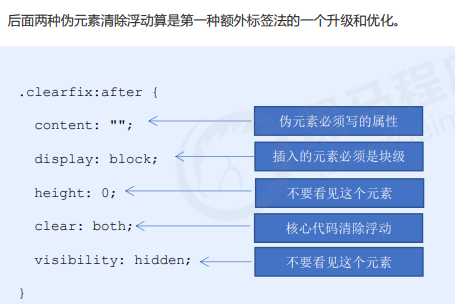 后面两种伪元素清除浮动算是第一种额外标签法的一个升级和优化。
.clearfix:after {
content: ""; 伪元素必须写的属性
display: block; 插入的元素必须是块级
height: 0; 不要看见这个元素
clear: both; 核心代码清除浮动
visibility: hidden; 不要看见这个元素
}